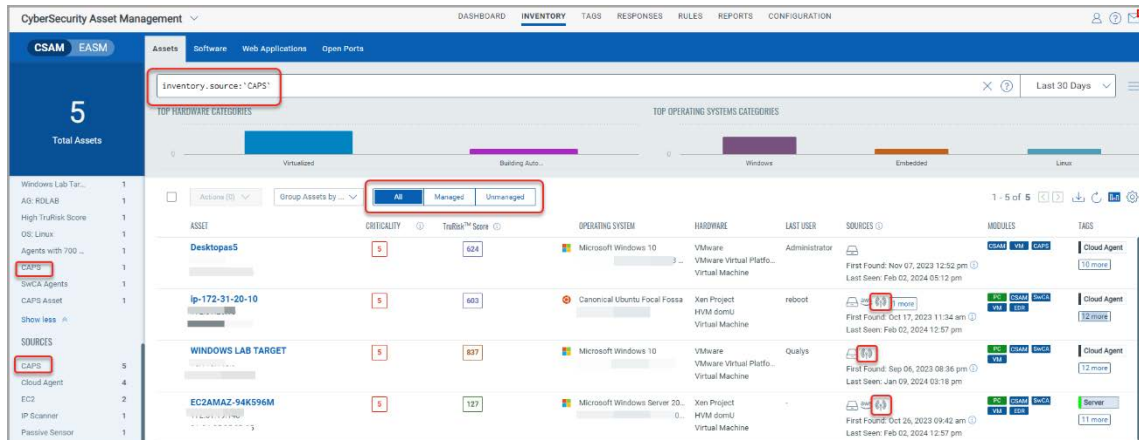 CyberSecurity Asset Management
DASHBOARD INVENTORY TAGS RESPONSES RULES REPORTS CONFIGURATION
CSAM EASM
Assets Software Web Applications Open Ports
inventory.source:'CAPS'
Last 30 Days
5
Total Assets
TOP HARDWARE CATEGORIES
TOP OPERATING SYSTEMS CATEGORIES
0
0
Virtualized
Building Auto...
Windows
Embedded
Linux
Windows Lab Tar... 1
AG: RDLAB 1
High TruRisk Score 1
OS: Linux 1
Agents with 700 ... 1
CAPS 1
SwCA Agents 1
CAPS Asset 1
Show less
SOURCES
CAPS 5
Cloud Agent 4
EC2 2
IP Scanner 1
Passive Sensor 1
Actions (0)
Group Assets by ...
All Managed Unmanaged
1 - 5 of 5
ASSET CRITICALITY TruRisk™ Score OPERATING SYSTEM HARDWARE LAST USER SOURCES MODULES TAGS
Desktopas5 5 624 Microsoft Windows 10
VMware
VMware Virtual Platfo...
Virtual Machine
Administrator
First Found: Nov 07, 2023 12:52 pm
Last Seen: Feb 02, 2024 05:12 pm
CSAM VM CAPS
Cloud Agent
10 more
ip-172-31-20-10 5 603 Canonical Ubuntu Focal Fossa
Xen Project
HVM domU
Virtual Machine
reboot
1 more
First Found: Oct 17, 2023 11:34 am
Last Seen: Feb 02, 2024 12:57 pm
PC CSAM SwCA
VM EDR
Cloud Agent
12 more
WINDOWS LAB TARGET 5 837 Microsoft Windows 10
VMware
VMware Virtual Platfo...
Virtual Machine
Qualys
First Found: Sep 06, 2023 08:36 pm
Last Seen: Jan 09, 2024 03:18 pm
PC CSAM SwCA
VM
Cloud Agent
12 more
EC2AMAZ-94K596M 5 127 Microsoft Windows Server 20...
Xen Project
HVM domU
Virtual Machine
-
First Found: Oct 26, 2023 09:42 am
Last Seen: Feb 02, 2024 12:57 pm
PC CSAM SwCA
VM EDR
Server
11 more